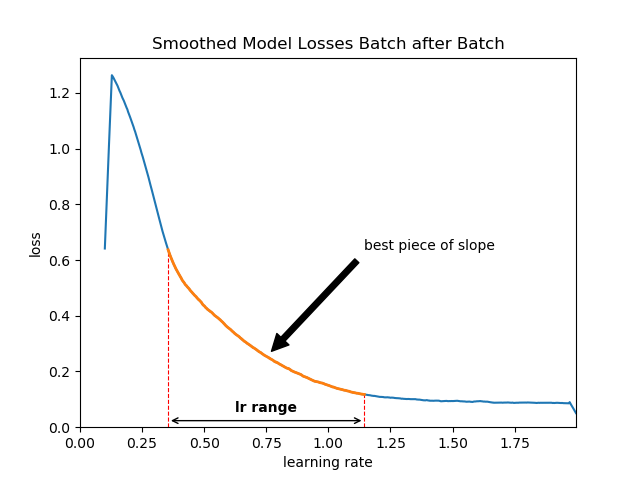 Smoothed Model Losses Batch after Batch
1.2
1.0
0.8
0.6
0.4
0.2
0.0
loss
best piece of slope
lr range
0.00 0.25 0.50 0.75 1.00 1.25 1.50 1.75
learning rate